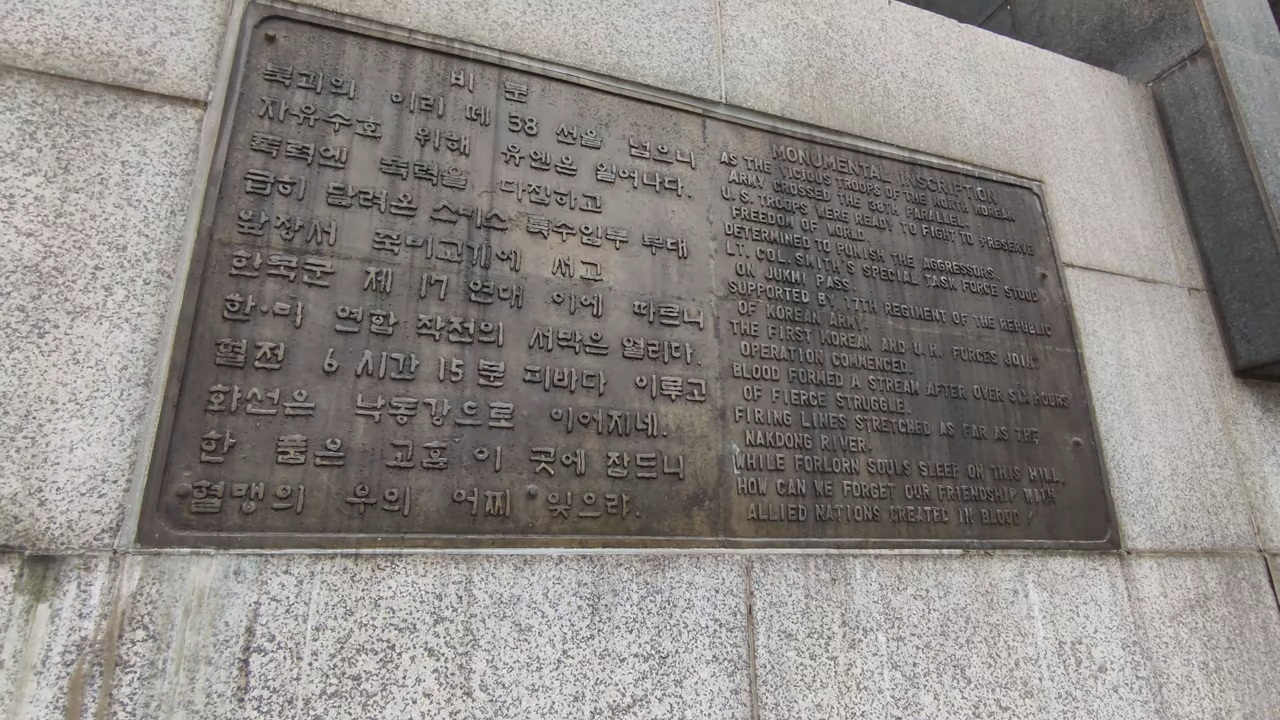 비문
북괴의 이리 떼 38 선을 넘으니
자유수호 위해 유엔은 일어나다.
폭력에 폭력을 다짐하고
급히 달려온 스미스 특수임무 부대
앞장서 죽미고개에 서고
한국군 제 17 연대 이에 따르니
한·미 연합 작전의 서막은 열리다.
혈전 6 시간 15 분 피바다 이루고
화선은 낙동강으로 이어지네.
한 품은 고혼 이 곳에 잠드니
혈맹의 우의 어찌 잊으랴.
MONUMENTAL INSCRIPTION
AS THE VICIOUS TROOPS OF THE NORTH KOREAN
ARMY CROSSED THE 38TH PARALLEL
U.S. TROOPS WERE READY TO FIGHT TO PRESERVE
FREEDOM OF WORLD
DETERMINED TO PUNISH THE AGGRESSORS.
LT. COL. SMITH'S SPECIAL TASK FORCE STOOD
ON JUKMI PASS.
SUPPORTED BY 17TH REGIMENT OF THE REPUBLIC
OF KOREAN ARMY.
THE FIRST KOREAN AND U.N. FORCES JOINT
OPERATION COMMENCED.
BLOOD FORMED A STREAM AFTER OVER SIX HOURS
OF FIERCE STRUGGLE.
FIRING LINES STRETCHED AS FAR AS THE
NAKDONG RIVER.
WHILE FORLORN SOULS SLEEP ON THIS HILL,
HOW CAN WE FORGET OUR FRIENDSHIP WITH
ALLIED NATIONS CREATED IN BLOOD!